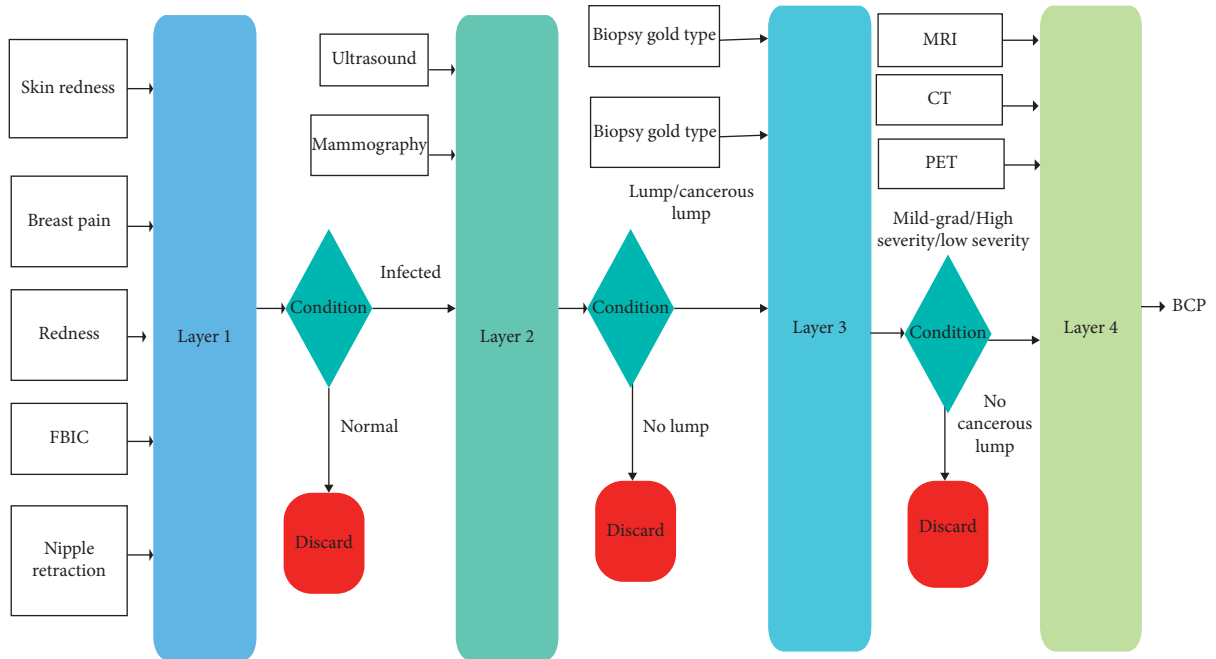 Skin redness
Breast pain
Redness
FBIC
Nipple
retraction
Layer 1
Condition
Infected
Normal
Discard
Ultrasound
Mammography
Layer 2
Condition
Lump/cancerous
lump
No lump
Discard
Biopsy gold type
Biopsy gold type
Layer 3
Condition
Mild-grad/High
severity/low severity
No
cancerous
lump
Discard
MRI
CT
PET
Layer 4
BCP